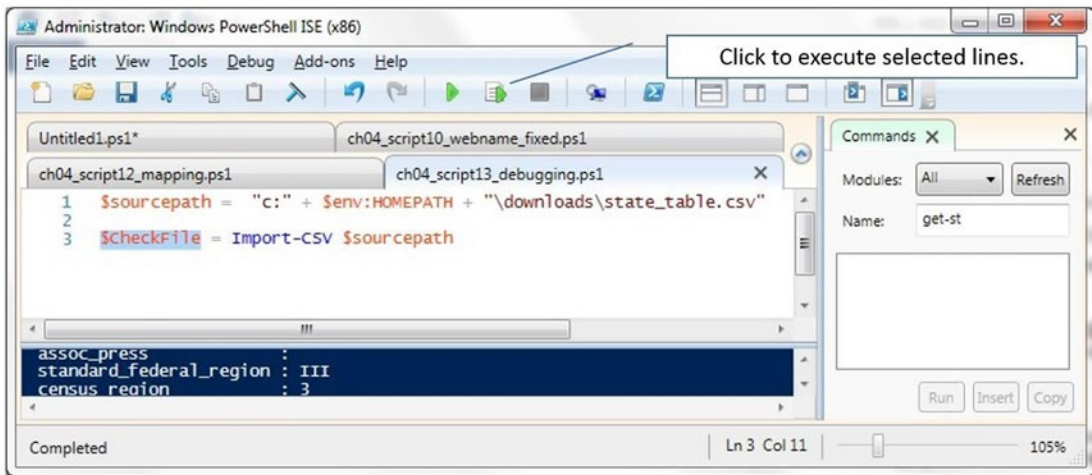 Administrator: Windows PowerShell ISE (x86)
Click to execute selected lines.
File Edit View Tools Debug Add-ons Help
Untitled1.ps1*
ch04_script10_webname_fixed.ps1
ch04_script12_mapping.ps1
ch04_script13_debugging.ps1
1 $sourcepath = "c:" + $env:HOMEPATH + "\downloads\state_table.csv"
2
3 $CheckFile = Import-CSV $sourcepath
assoc_press :
standard_federal_region : III
census_region : 3
Commands
Modules: All Refresh
Name: get-st
Run Insert Copy
Completed
Ln 3 Col 11
105%